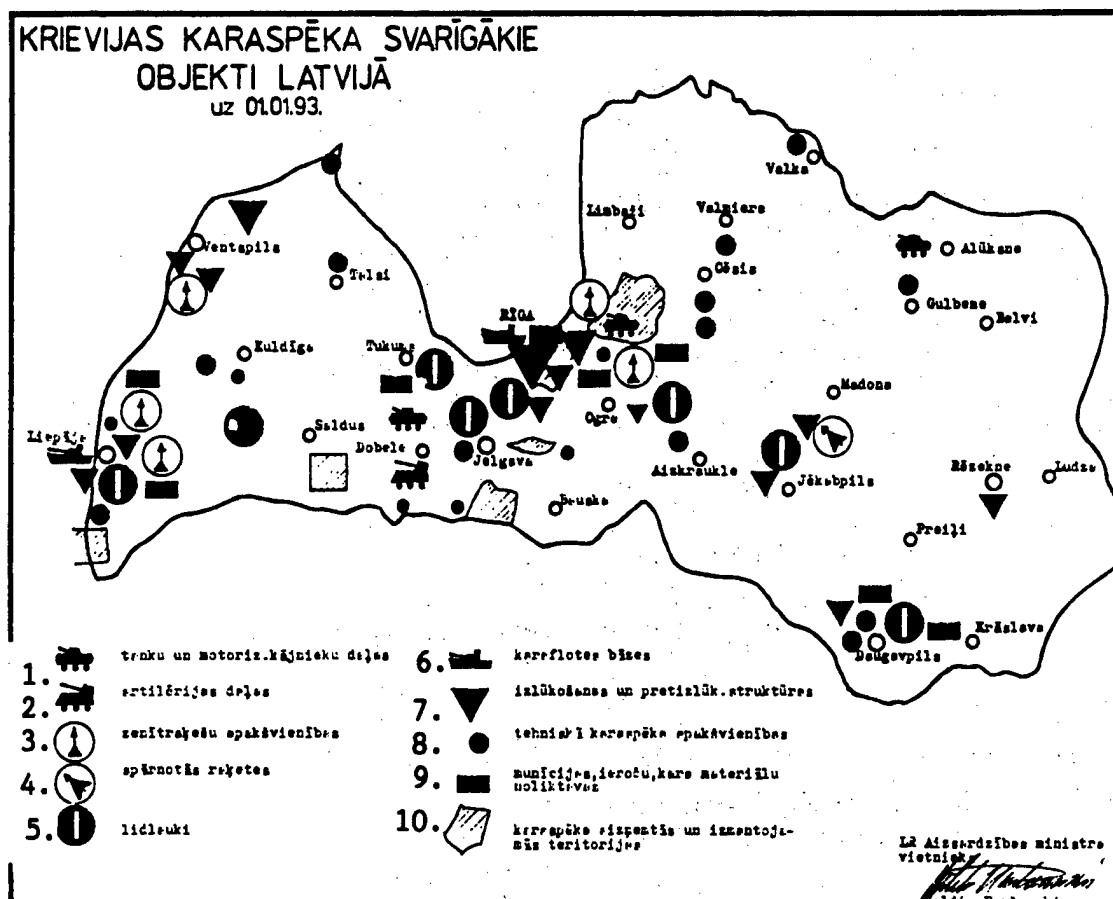 KRIEVIJAS KARASPĒKA SVARĪGĀKIE
OBJEKTI LATVIJĀ
uz 01.01.93.
Valka
Limbaži
Valmiera
Ventspils
Talsi
Cēsis
Alūksne
Gulbene
Balvi
RĪGA
Kuldīga
Tukums
Madona
Ogre
Liepāja
Saldus
Dobele
Jelgava
Aizkraukle
Jēkabpils
Rēzekne
Ludza
Bauska
Preiļi
Krāslava
Daugavpils
1. tanku un motoriz.kājnieku daļas
2. artilērijas daļas
3. zenītraķešu apakšvienības
4. spārnotās raķetes
5. lidlauki
6. karaflotes bāzes
7. izlūkošanas un pretizlūk.struktūras
8. tehniskā karaspēka apakšvienības
9. munīcijas,ieroču,kara materiālu
noliktavas
10. karaspēka aizņemtās un izmantoja-
mās teritorijas
LR Aizsardzības ministra
vietnieks